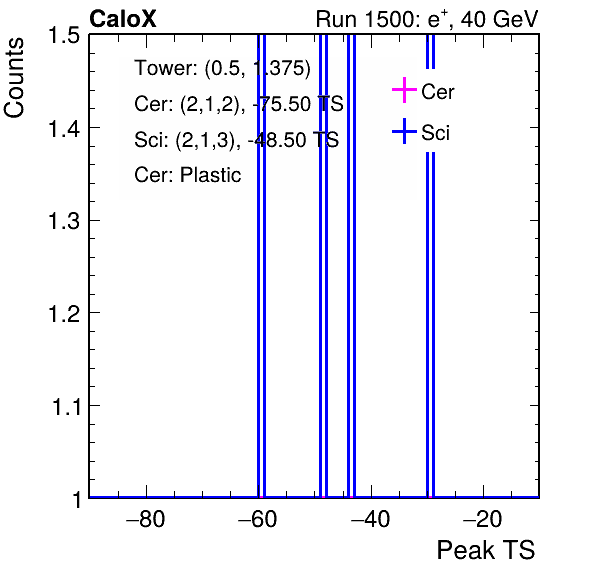 CaloX Run 1500: e⁺, 40 GeV
Counts
1.5
1.4
1.3
1.2
1.1
1
Tower: (0.5, 1.375)
Cer: (2,1,2), -75.50 TS
Sci: (2,1,3), -48.50 TS
Cer: Plastic
Cer
Sci
−80 −60 −40 −20
Peak TS